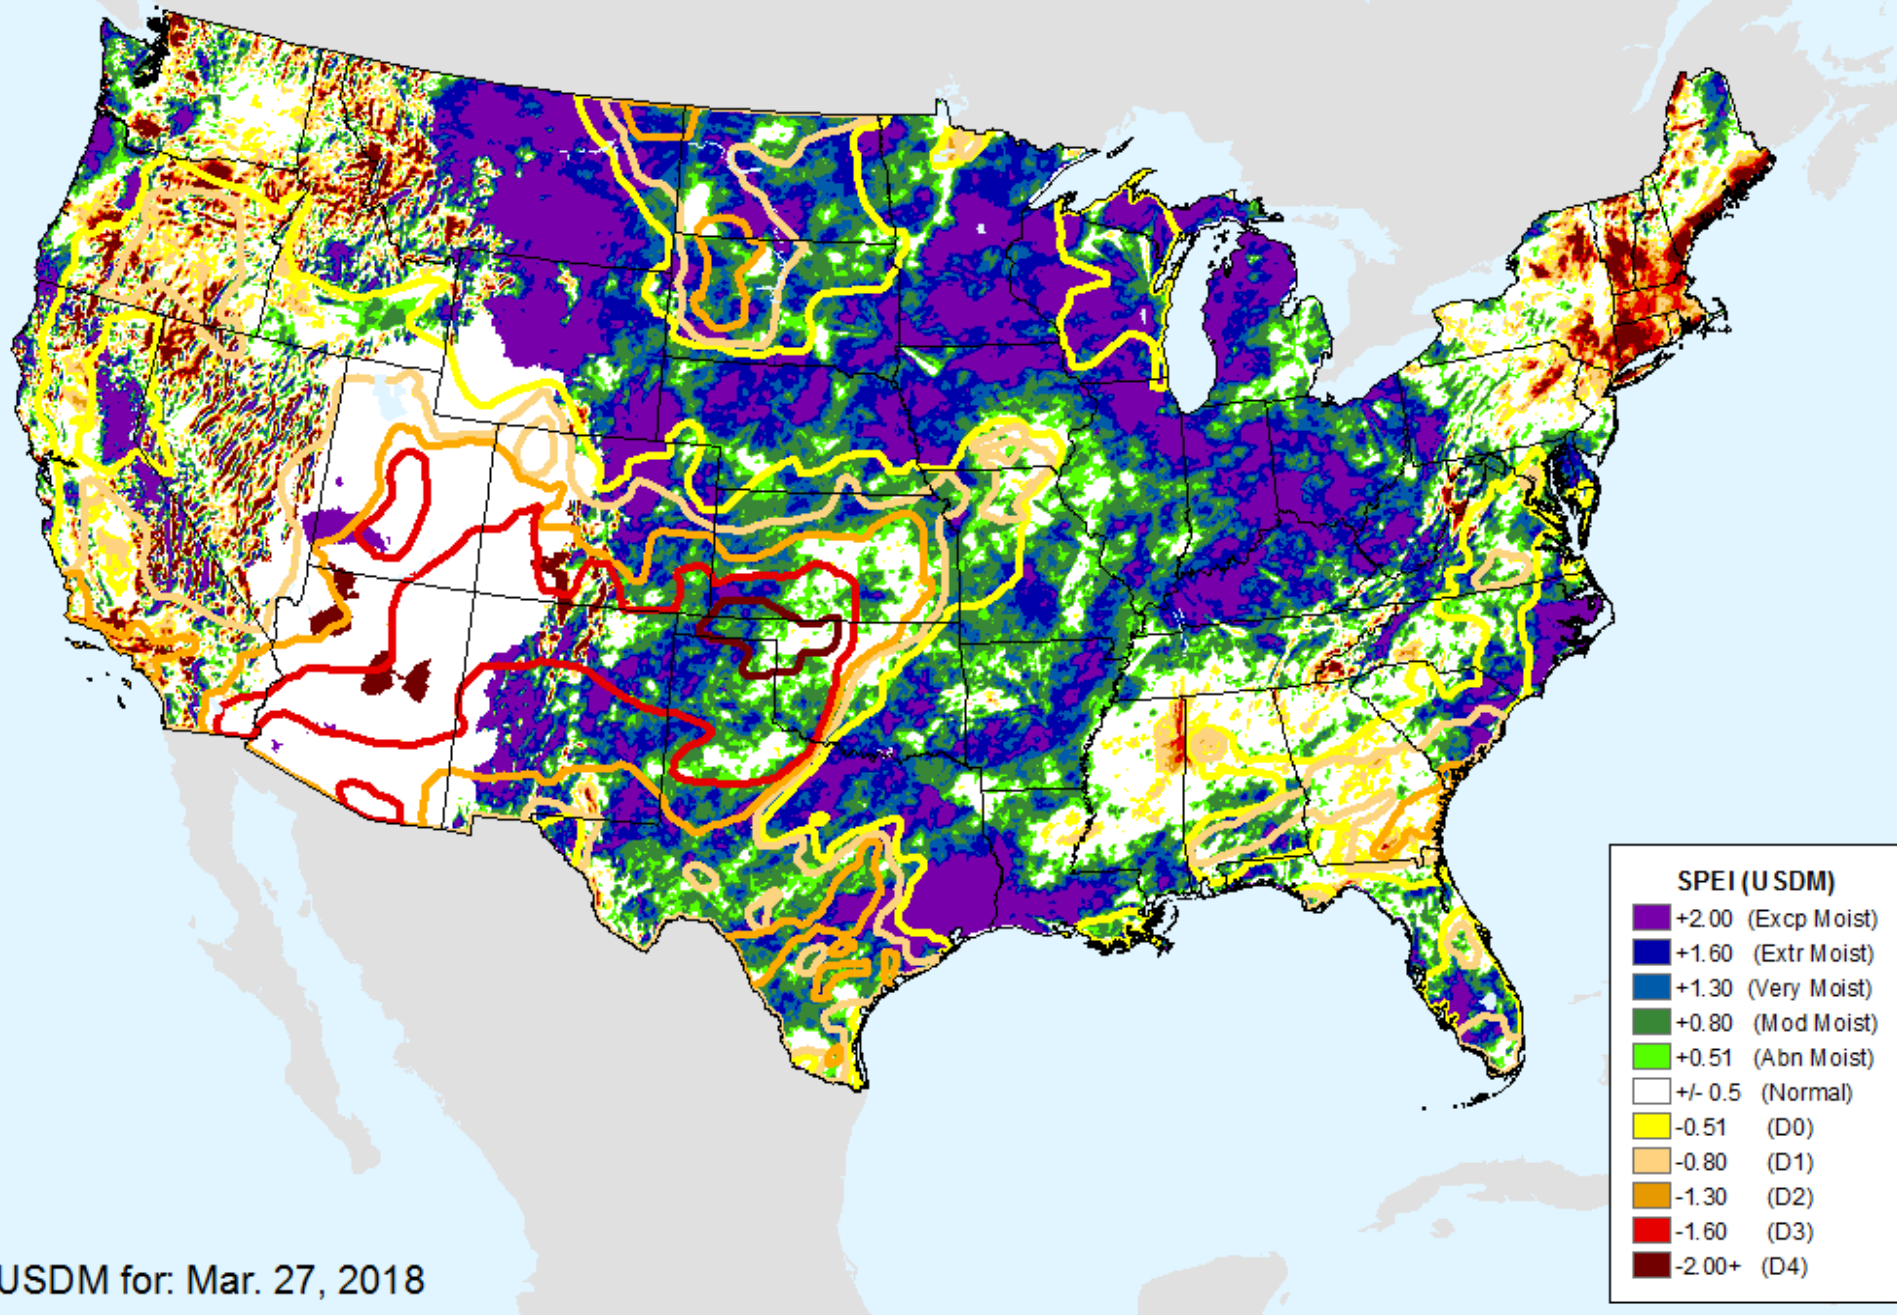 SPEI (USDM)
+2.00 (Excp Moist)
+1.60 (Extr Moist)
+1.30 (Very Moist)
+0.80 (Mod Moist)
+0.51 (Abn Moist)
+/- 0.5 (Normal)
-0.51 (D0)
-0.80 (D1)
-1.30 (D2)
-1.60 (D3)
-2.00+ (D4)
USDM for: Mar. 27, 2018